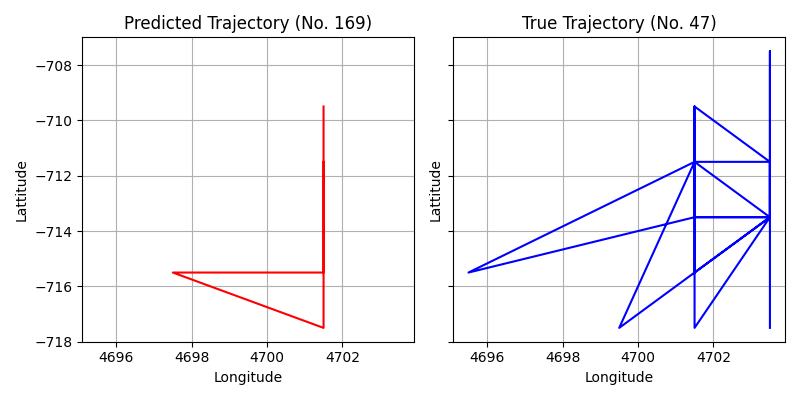 Predicted Trajectory (No. 169)
True Trajectory (No. 47)
−708
−710
−712
−714
−716
−718
Lattitude
Lattitude
4696 4698 4700 4702
4696 4698 4700 4702
Longitude
Longitude